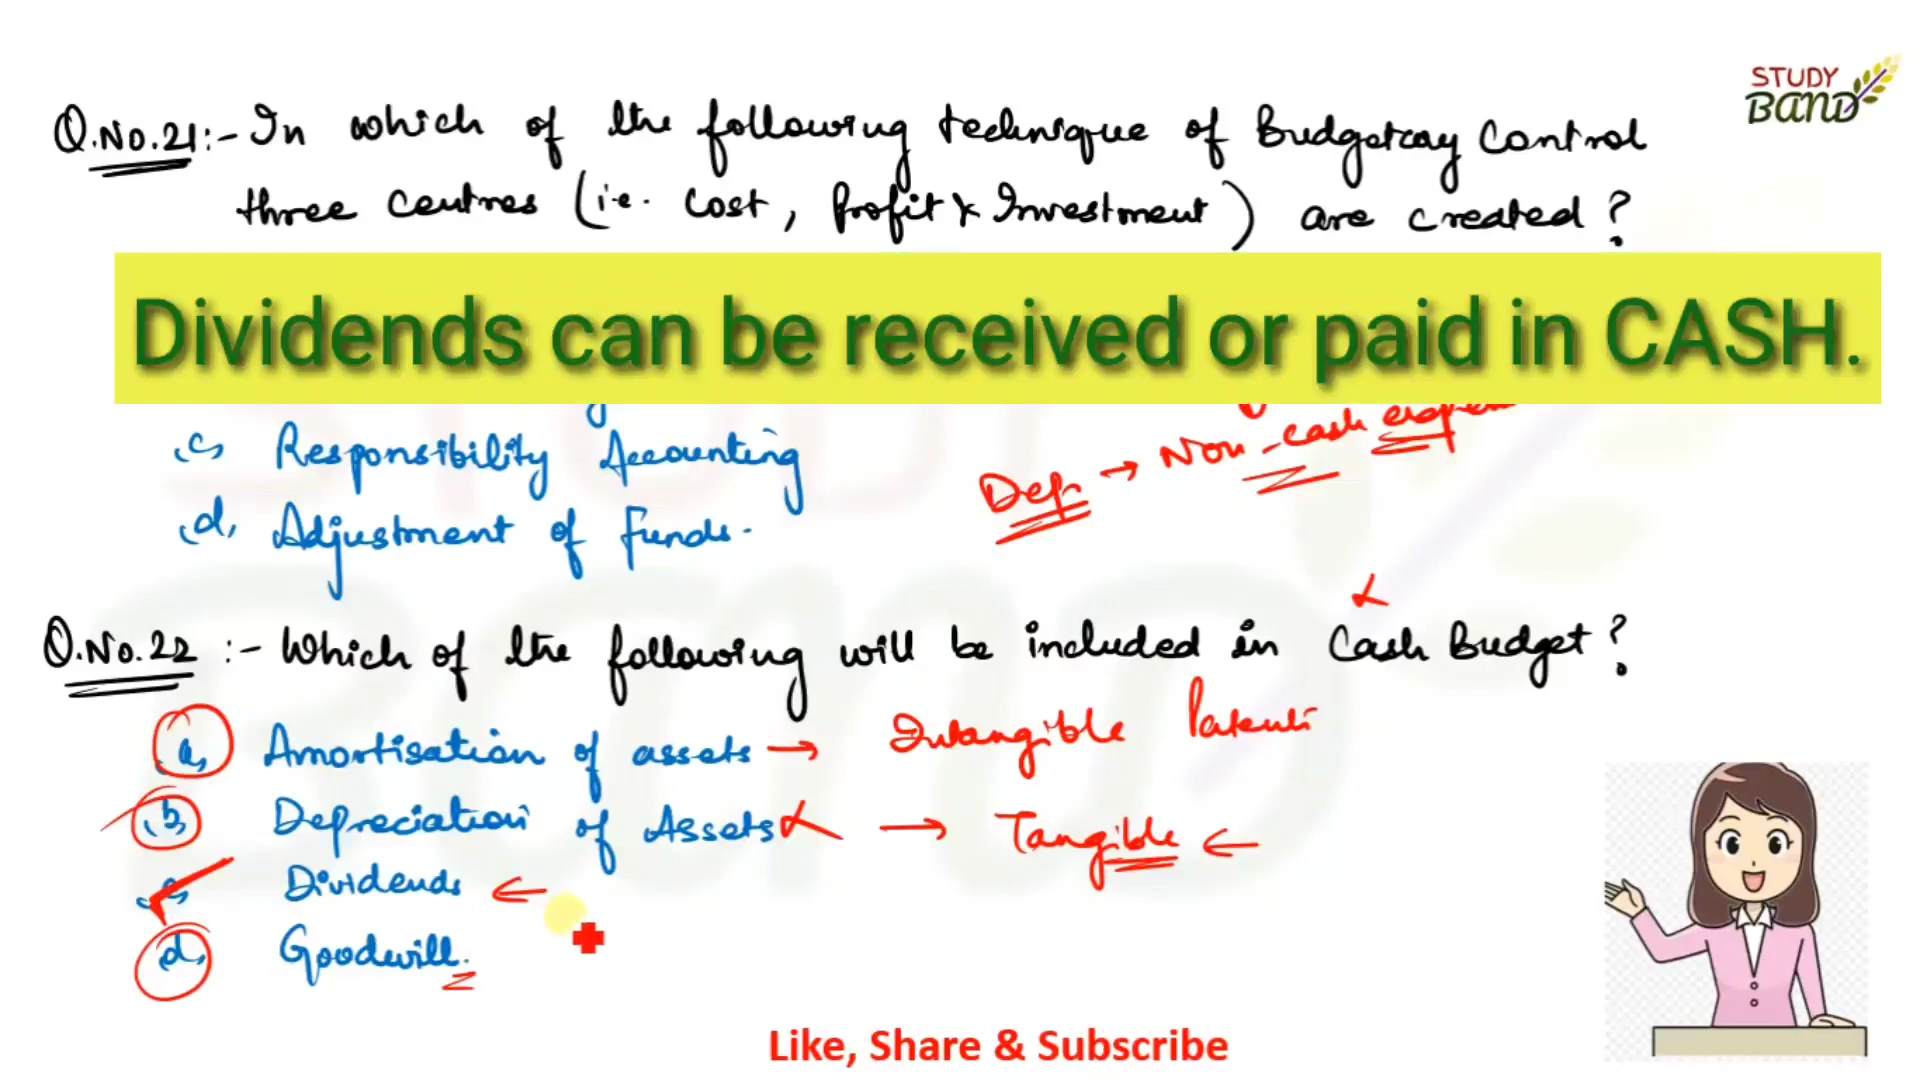 STUDY
BAND
Q.No.21:- In which of the following technique of Budgetary Control
three centres (i.e. Cost, Profit & Investment) are created?
Dividends can be received or paid in CASH.
c, Responsibility Accounting
Dep → Non-cash
d, Adjustment of Funds.
Q.No.22 :- Which of the following will be included in Cash Budget?
a, Amortisation of assets → Intangible Patents
b, Depreciation of Assets → Tangible ←
c, Dividends ←
d, Goodwill.
Like, Share & Subscribe